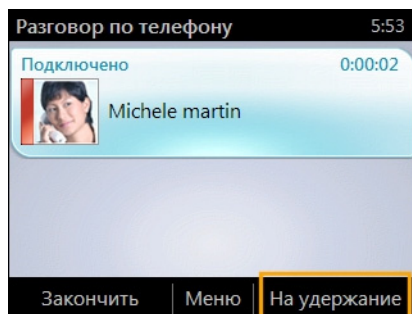 Разговор по телефону 5:53
Подключено 0:00:02
Michele martin
Закончить Меню На удержание